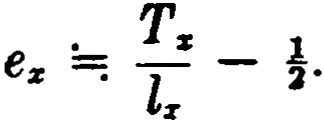 e_x ≒ T_x / l_x − 1/2.